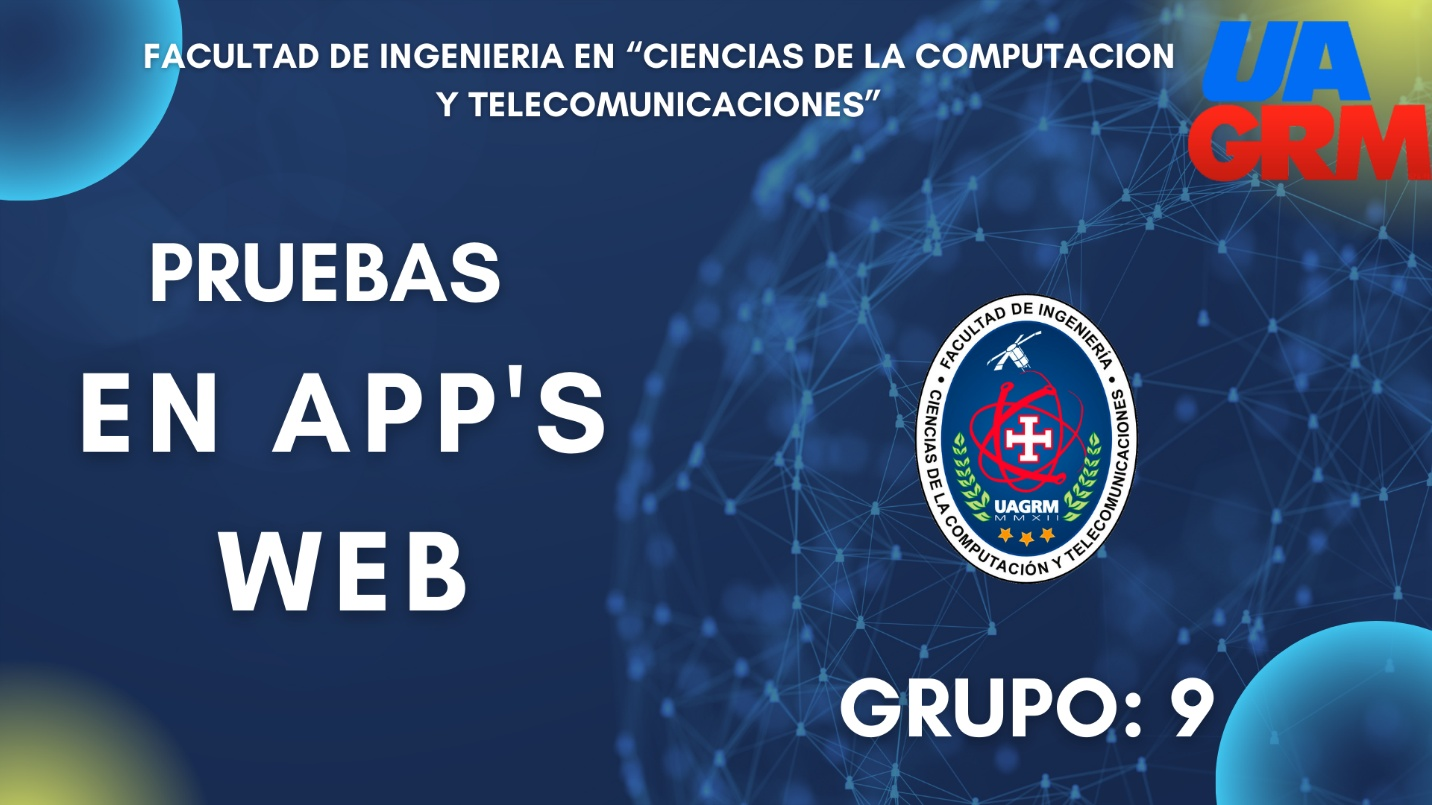 FACULTAD DE INGENIERIA EN “CIENCIAS DE LA COMPUTACION
Y TELECOMUNICACIONES”
UA
GRM
PRUEBAS
EN APP'S
WEB
• FACULTAD DE INGENIERÍA •
CIENCIAS DE LA COMPUTACIÓN Y TELECOMUNICACIONES
UAGRM
MMXII
GRUPO: 9